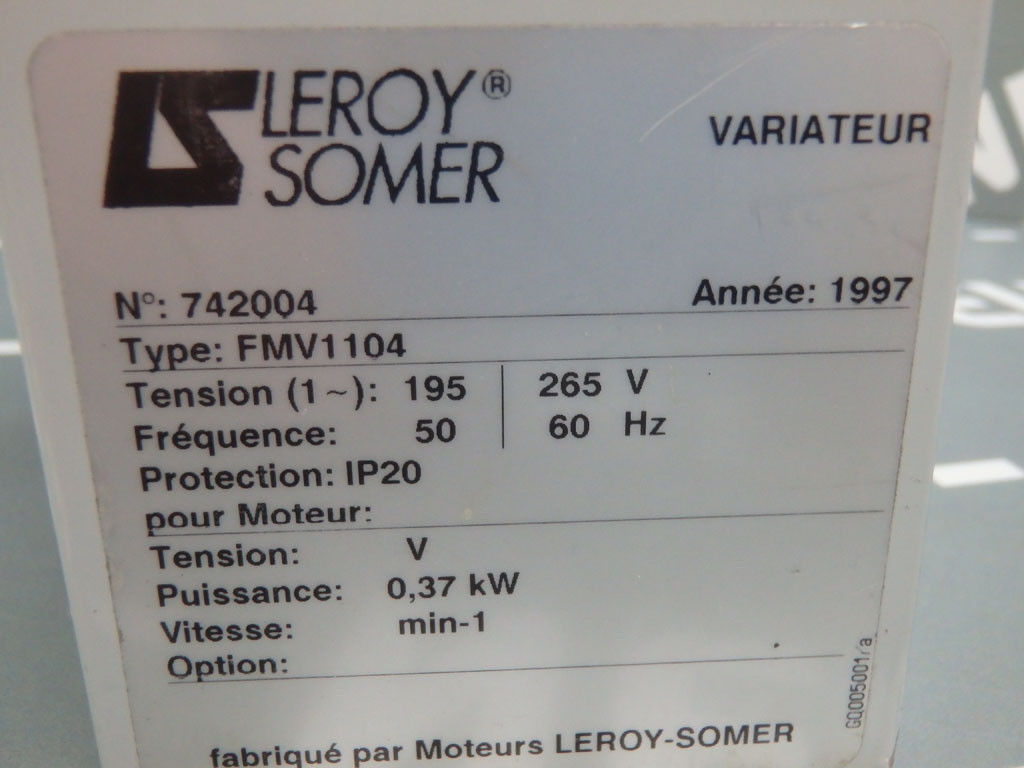 LEROY®
SOMER
VARIATEUR
N°: 742004 Année: 1997
Type: FMV1104
Tension (1~): 195 | 265 V
Fréquence: 50 | 60 Hz
Protection: IP20
pour Moteur:
Tension: V
Puissance: 0,37 kW
Vitesse: min-1
Option:
GQ005001/a
fabriqué par Moteurs LEROY-SOMER